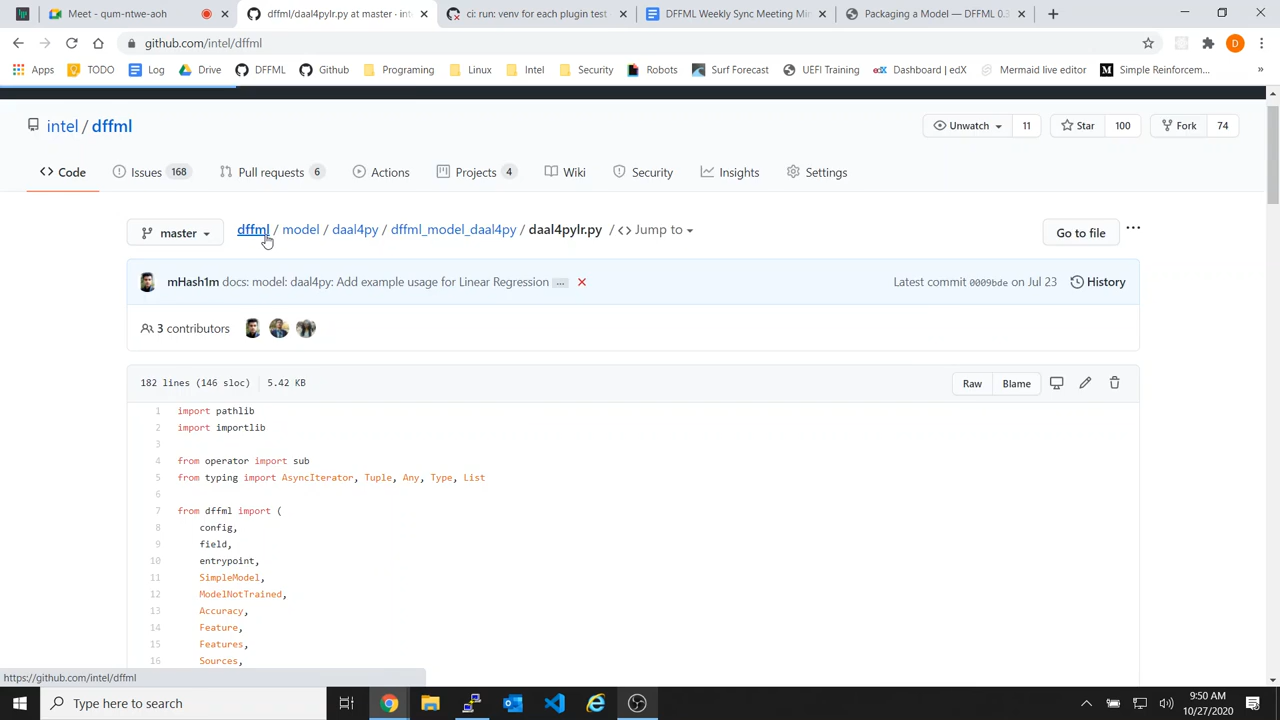 Meet - qum-ntwe-aoh
dffml/daal4pylr.py at master · int
ci: run: venv for each plugin test
DFFML Weekly Sync Meeting Mi
Packaging a Model — DFFML 0.3
github.com/intel/dffml
D
Apps
TODO
Log
Drive
DFFML
Github
Programing
Linux
Intel
Security
Robots
Surf Forecast
UEFI Training
Dashboard | edX
Mermaid live editor
Simple Reinforcem...
»
intel / dffml
Unwatch 11
Star 100
Fork 74
Code
Issues 168
Pull requests 6
Actions
Projects 4
Wiki
Security
Insights
Settings
master
dffml / model / daal4py / dffml_model_daal4py / daal4pylr.py / <> Jump to
Go to file
...
mHash1m docs: model: daal4py: Add example usage for Linear Regression ...
Latest commit 0009bde on Jul 23
History
3 contributors
182 lines (146 sloc) | 5.42 KB
Raw
Blame
1 import pathlib
2 import importlib
3
4 from operator import sub
5 from typing import AsyncIterator, Tuple, Any, Type, List
6
7 from dffml import (
8 config,
9 field,
10 entrypoint,
11 SimpleModel,
12 ModelNotTrained,
13 Accuracy,
14 Feature,
15 Features,
16 Sources,
https://github.com/intel/dffml
Type here to search
9:50 AM
10/27/2020